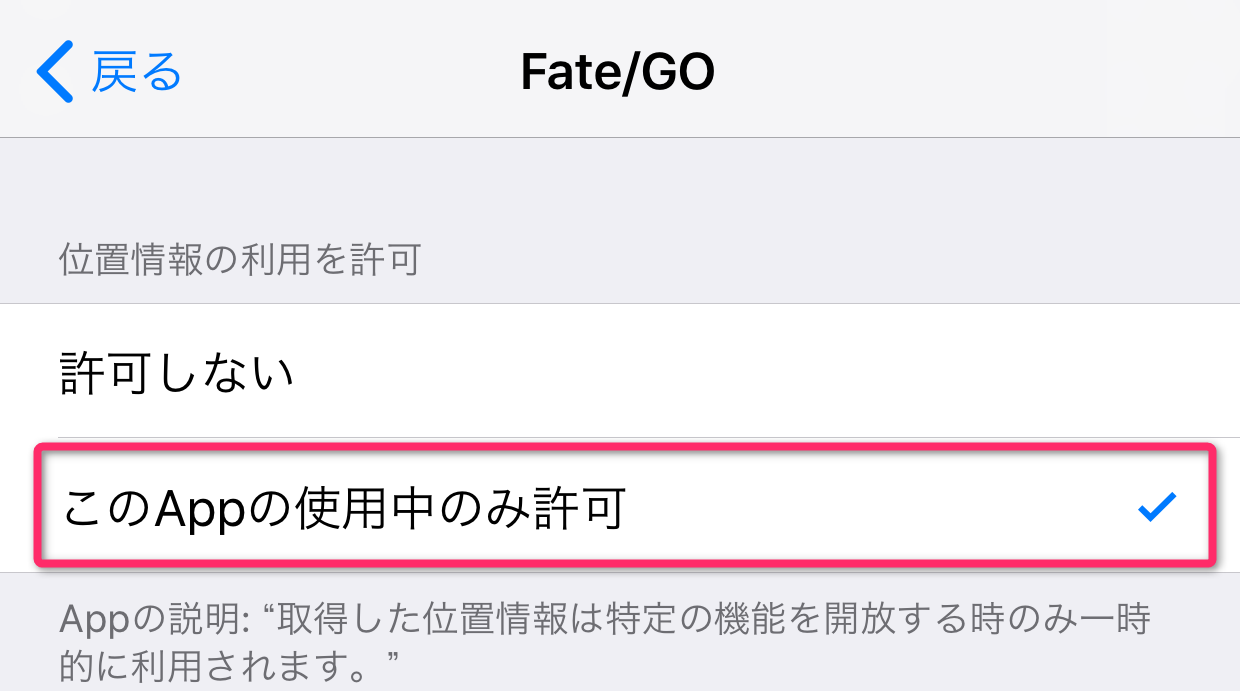 戻る
Fate/GO
位置情報の利用を許可
許可しない
このAppの使用中のみ許可
Appの説明: “取得した位置情報は特定の機能を開放する時のみ一時
的に利用されます。”